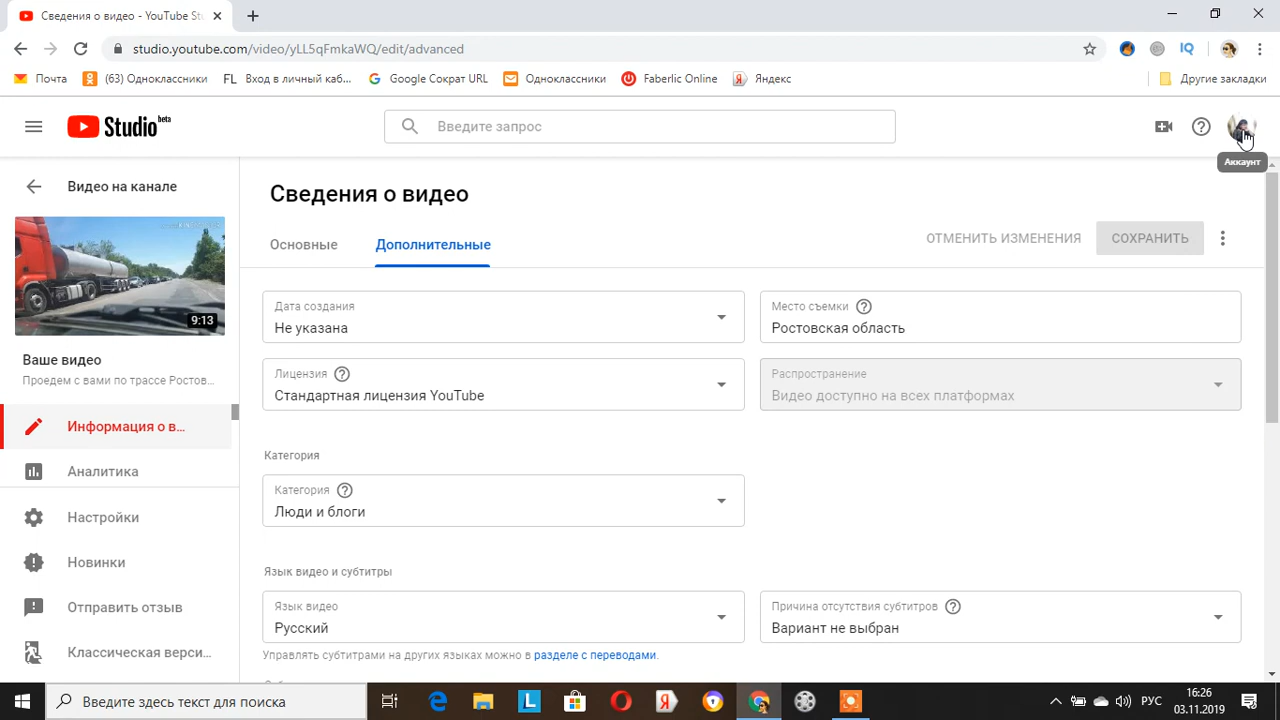 Сведения о видео - YouTube St
studio.youtube.com/video/yLL5qFmkaWQ/edit/advanced
IQ
Почта
(63) Одноклассники
FL Вход в личный каб...
Google Сократ URL
Одноклассники
Faberlic Online
Яндекс
Другие закладки
Studio beta
Введите запрос
Аккаунт
Видео на канале
9:13
Ваше видео
Проедем с вами по трассе Ростов...
Информация о в...
Аналитика
Настройки
Новинки
Отправить отзыв
Классическая верси...
Сведения о видео
Основные
Дополнительные
ОТМЕНИТЬ ИЗМЕНЕНИЯ
СОХРАНИТЬ
Дата создания
Не указана
Место съемки
Ростовская область
Лицензия
Стандартная лицензия YouTube
Распространение
Видео доступно на всех платформах
Категория
Категория
Люди и блоги
Язык видео и субтитры
Язык видео
Русский
Причина отсутствия субтитров
Вариант не выбран
Управлять субтитрами на других языках можно в разделе с переводами.
Введите здесь текст для поиска
РУС
16:26
03.11.2019